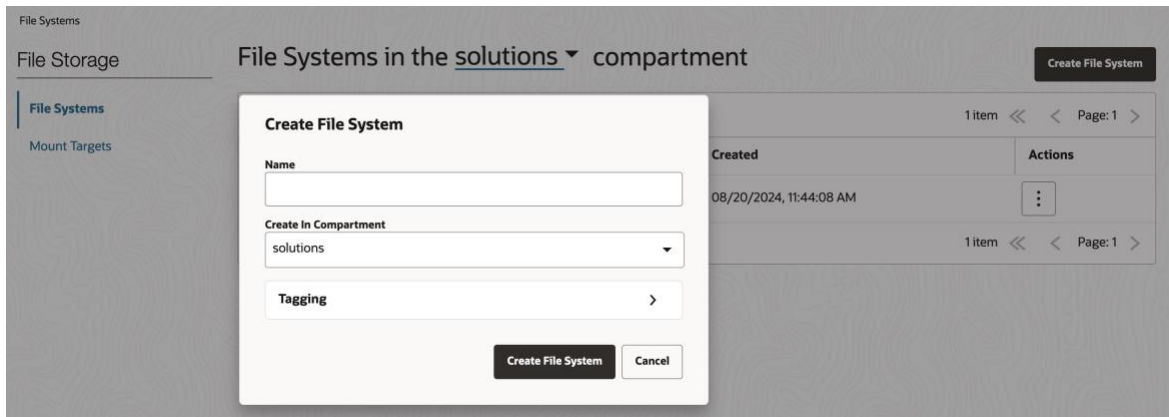 File Systems
File Storage
File Systems in the solutions compartment
Create File System
File Systems
Mount Targets
1 item Page: 1
Created Actions
08/20/2024, 11:44:08 AM
1 item Page: 1
Create File System
Name
Create In Compartment
solutions
Tagging
Create File System Cancel